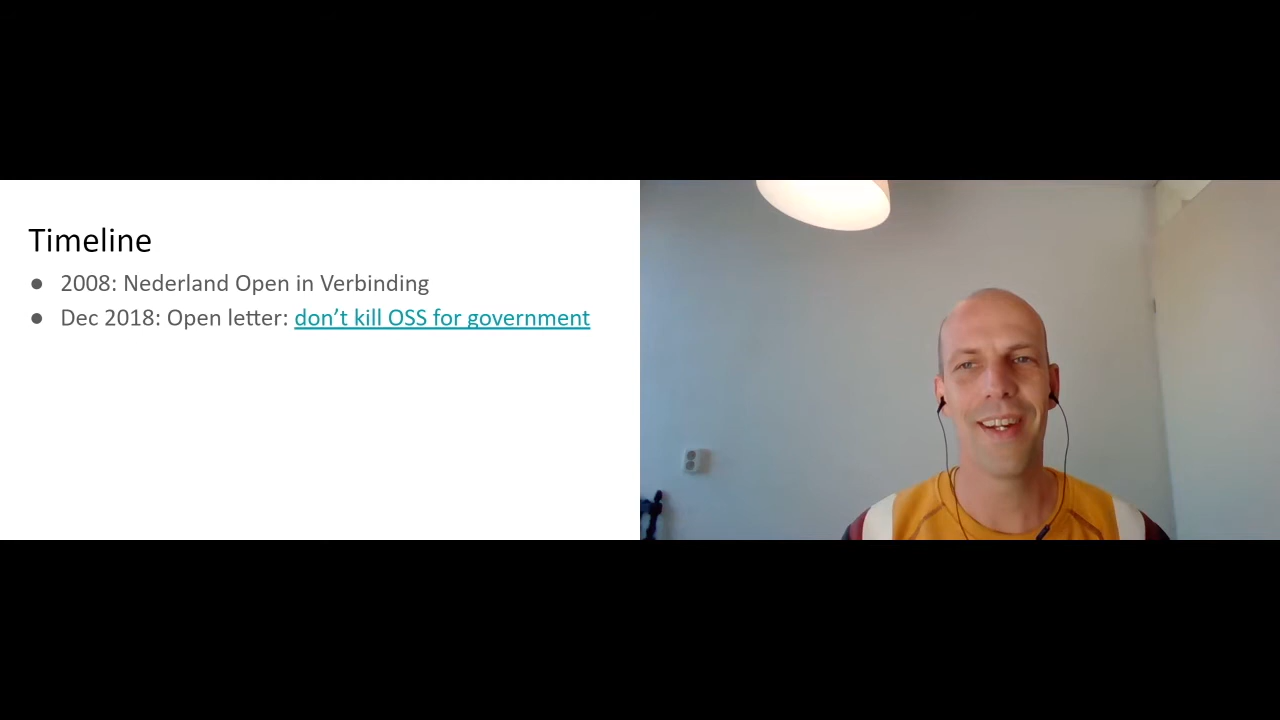 Timeline
● 2008: Nederland Open in Verbinding
● Dec 2018: Open letter: don’t kill OSS for government